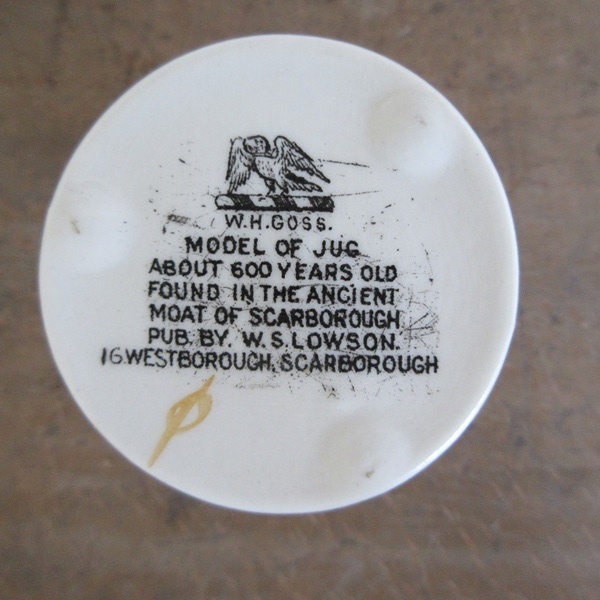 W.H.GOSS.
MODEL OF JUG
ABOUT 600 YEARS OLD
FOUND IN THE ANCIENT
MOAT OF SCARBOROUGH
PUB. BY. W.S. LOWSON.
16.WESTBOROUGH, SCARBOROUGH